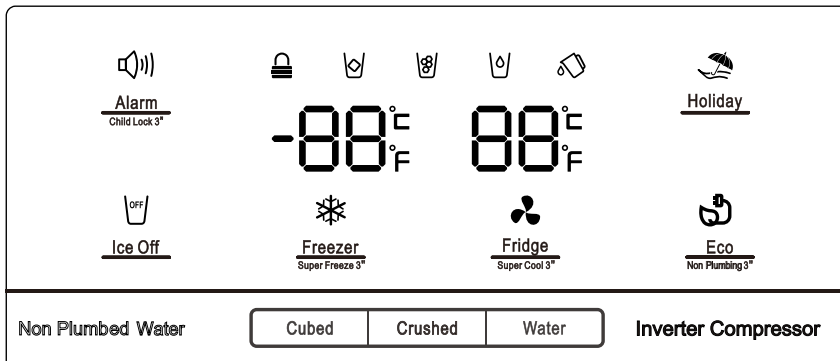 Alarm
Child Lock 3"
Holiday
-88°C
°F
88°C
°F
OFF
Ice Off
Freezer
Super Freeze 3"
Fridge
Super Cool 3"
Eco
Non Plumbing 3"
Non Plumbed Water
Cubed
Crushed
Water
Inverter Compressor